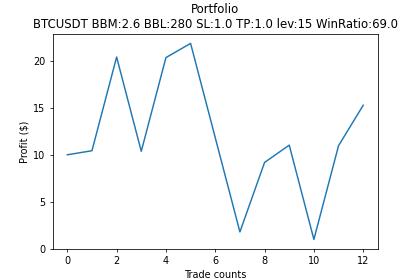 Portfolio
BTCUSDT BBM:2.6 BBL:280 SL:1.0 TP:1.0 lev:15 WinRatio:69.0
20
15
10
5
0
Profit ($)
0 2 4 6 8 10 12
Trade counts